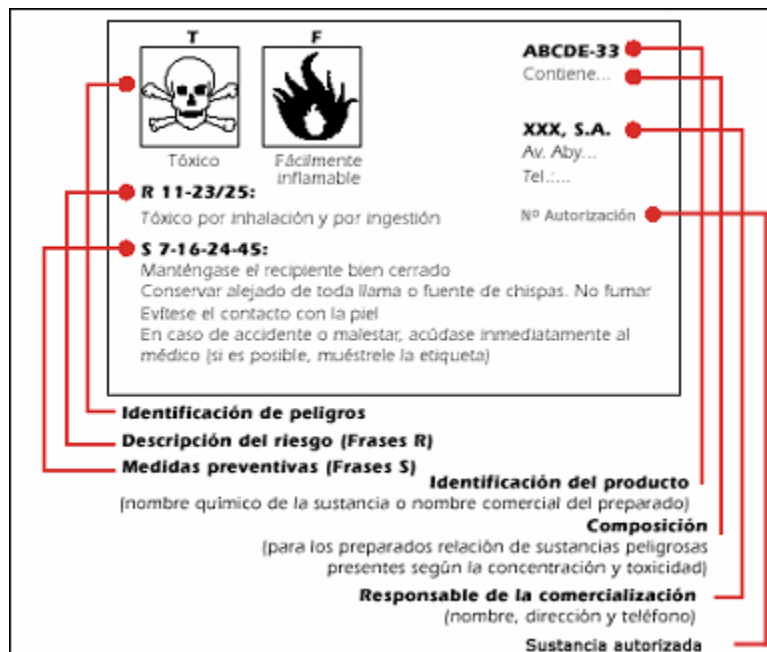 T F
Tôxico Fácilmente
inflamable
R 11-23/25:
Tóxico por inhalación y por ingestión
S 7-16-24-45:
Manténgase el recipiente bien cerrado
Conservar alejado de toda llama o fuente de chispas. No fumar
Evítese el contacto con la piel
En caso de accidente o malestar, acúdase inmediatamente al
médico (si es posible, muéstrele la etiqueta)
ABCDE-33
Contiene...
XXX, S.A.
Av. Aby...
Tel.:...
Nº Autorización
Identificación de peligros
Descripción del riesgo (Frases R)
Medidas preventivas (Frases S)
Identificación del producto
(nombre químico de la sustancia o nombre comercial del preparado)
Composición
(para los preparados relación de sustancias peligrosas
presentes según la concentración y toxicidad)
Responsable de la comercialización
(nombre, dirección y teléfono)
Sustancia autorizada